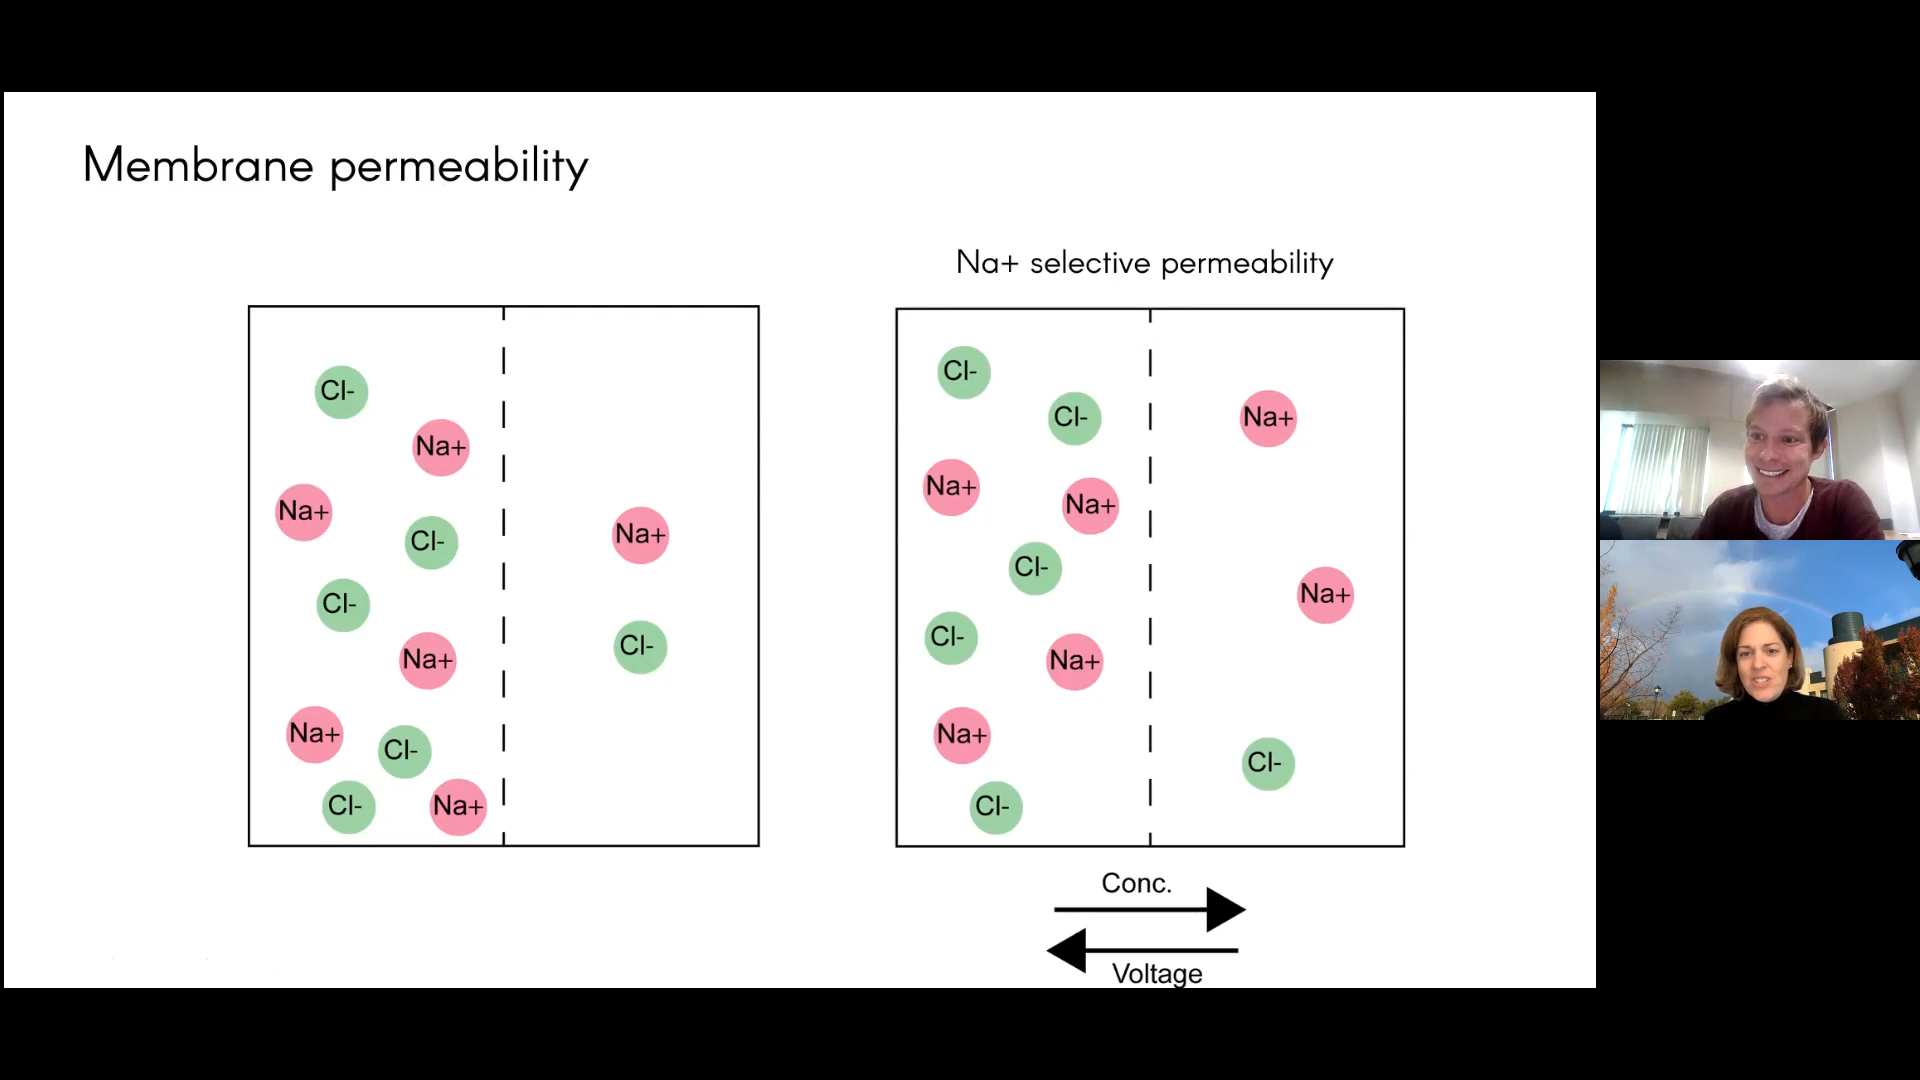 Membrane permeability
Na+ selective permeability
Cl-
Na+
Na+
Cl-
Cl-
Na+
Na+
Cl-
Cl-
Na+
Na+
Cl-
Cl-
Cl-
Na+
Na+
Cl-
Cl-
Na+
Na+
Cl-
Na+
Na+
Cl-
Conc.
Voltage